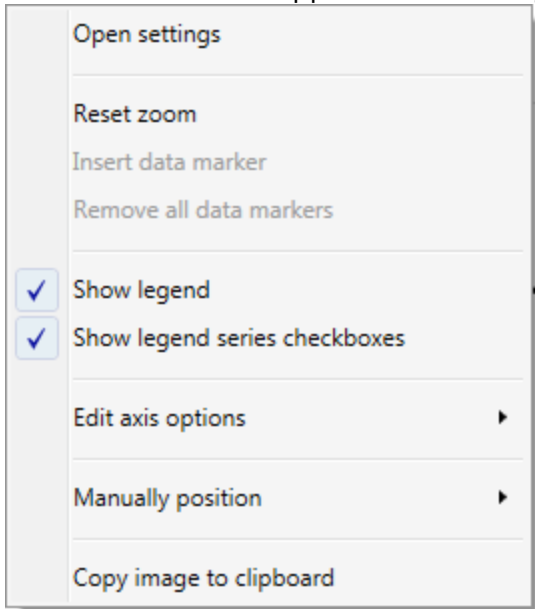 Open settings
Reset zoom
Insert data marker
Remove all data markers
Show legend
Show legend series checkboxes
Edit axis options
Manually position
Copy image to clipboard